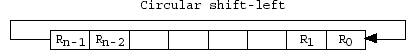 Circular shift-left
Rn-1 Rn-2 R1 R0